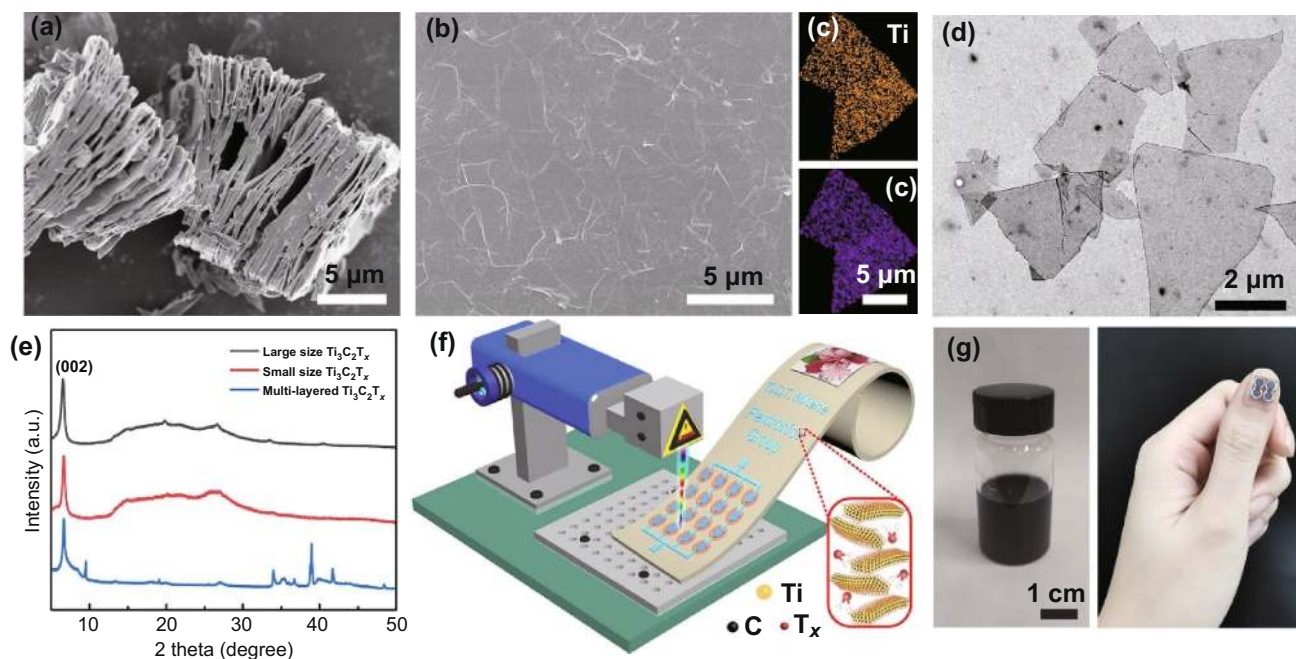 (a)
5 µm
(b)
5 µm
(c)
Ti
(c)
5 µm
(d)
2 µm
(e)
(002)
Large size Ti₃C₂Tₓ
Small size Ti₃C₂Tₓ
Multi-layered Ti₃C₂Tₓ
Intensity (a.u.)
10 20 30 40 50
2 theta (degree)
(f)
Group
Ti
C
Tₓ
(g)
1 cm